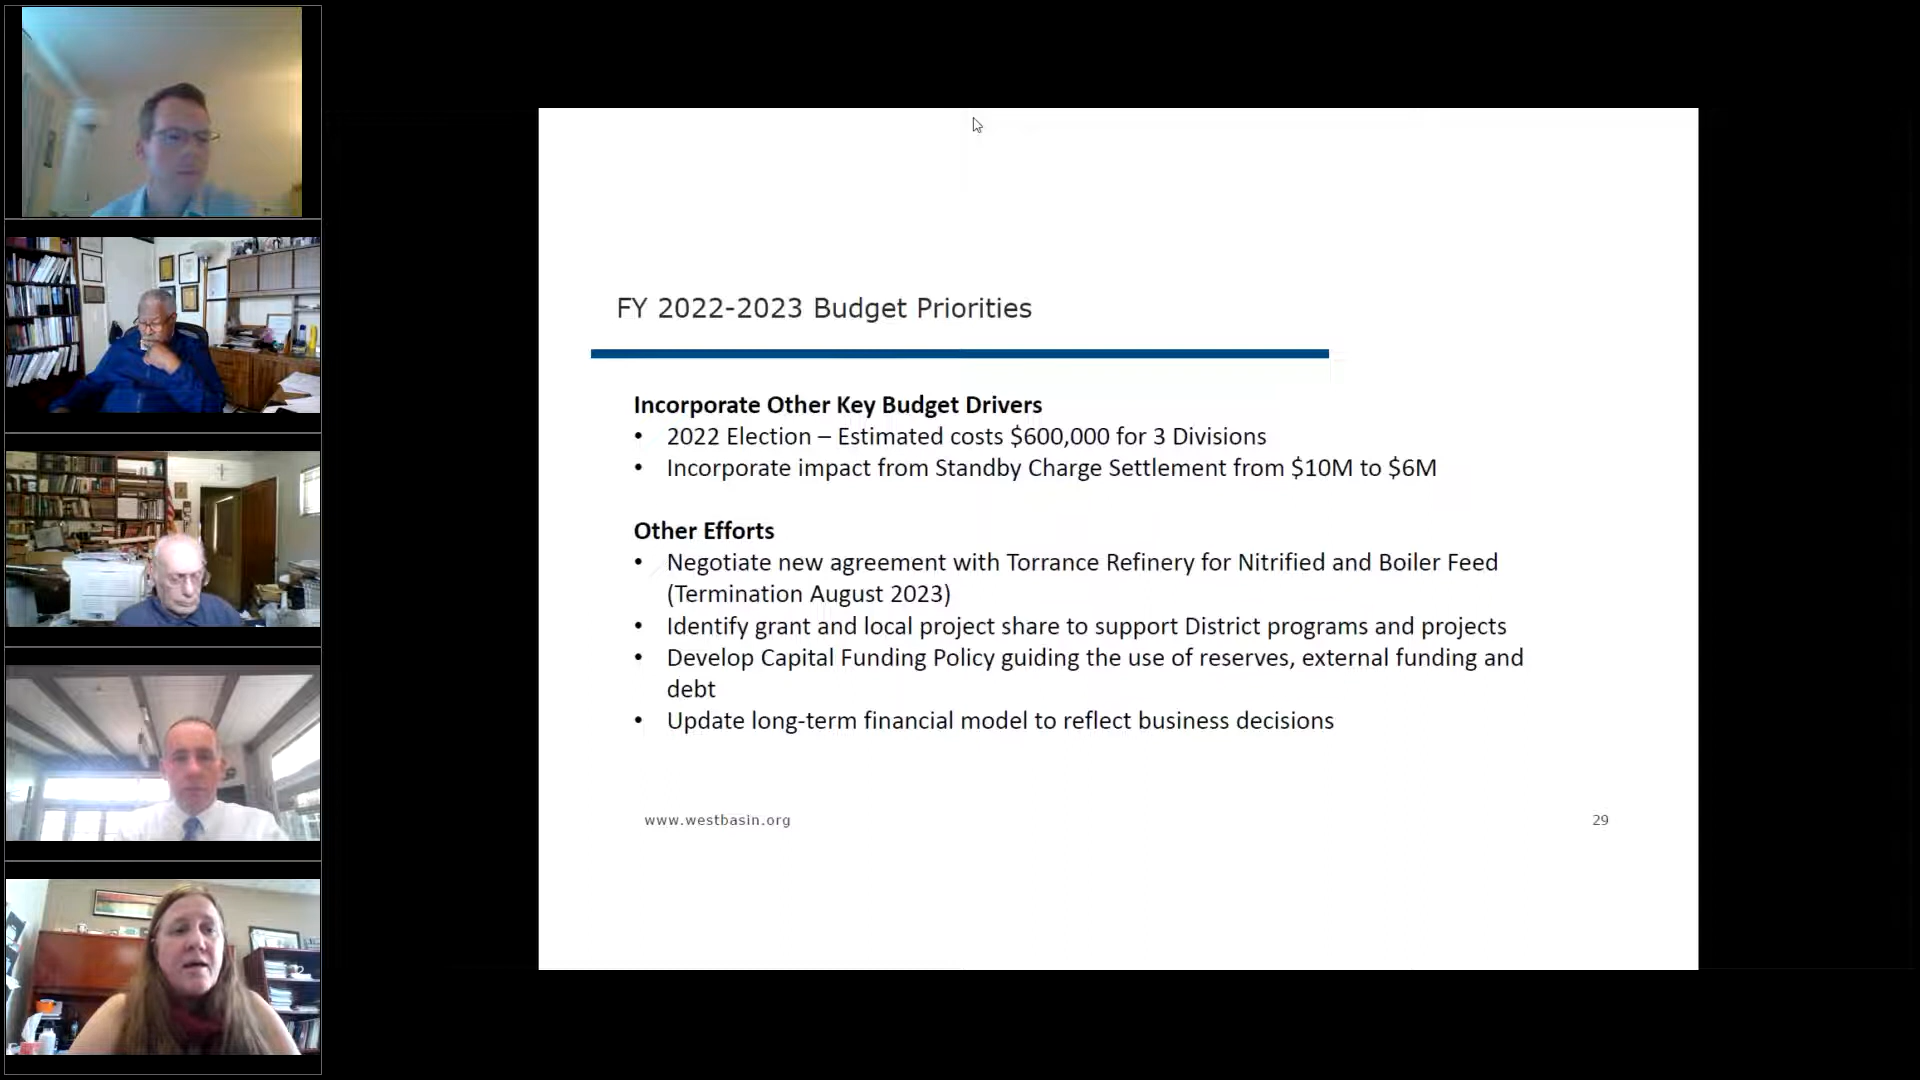 FY 2022-2023 Budget Priorities
Incorporate Other Key Budget Drivers
• 2022 Election – Estimated costs $600,000 for 3 Divisions
• Incorporate impact from Standby Charge Settlement from $10M to $6M
Other Efforts
• Negotiate new agreement with Torrance Refinery for Nitrified and Boiler Feed
(Termination August 2023)
• Identify grant and local project share to support District programs and projects
• Develop Capital Funding Policy guiding the use of reserves, external funding and
debt
• Update long-term financial model to reflect business decisions
www.westbasin.org
29